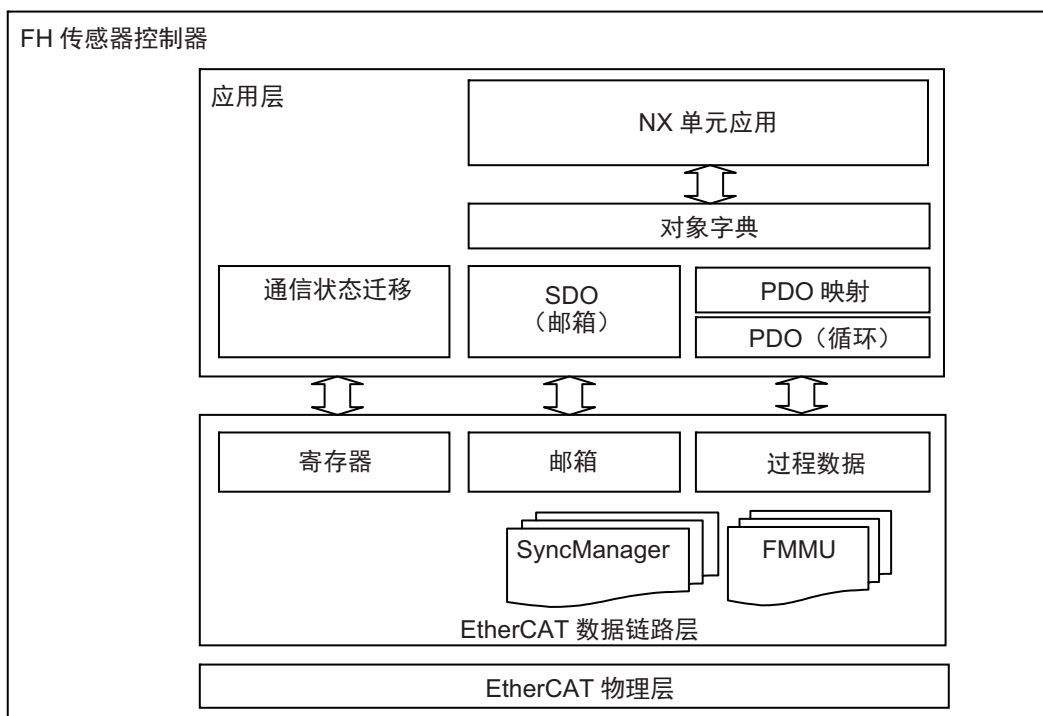 FH 传感器控制器
应用层
NX 单元应用
对象字典
通信状态迁移
SDO
（邮箱）
PDO 映射
PDO（循环）
寄存器
邮箱
过程数据
SyncManager
FMMU
EtherCAT 数据链路层
EtherCAT 物理层